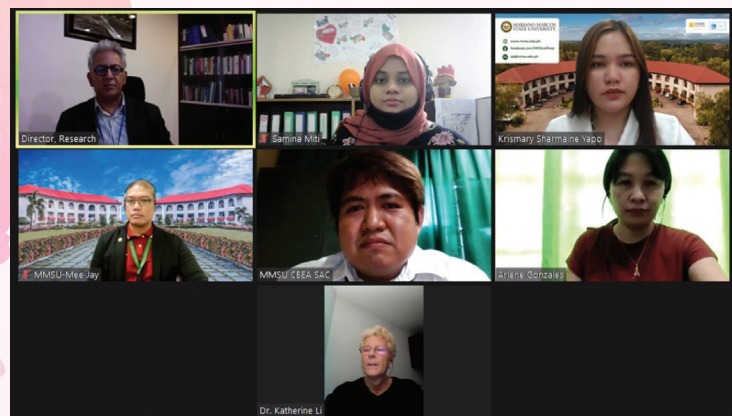 Director, Research
Samina Miti
MARIANO MARCOS
STATE UNIVERSITY
Krismary Sharmaine Yapo
MMSU-Mee Jay
MMSU CBEA SAC
Arlene Gonzales
Dr. Katherine Li